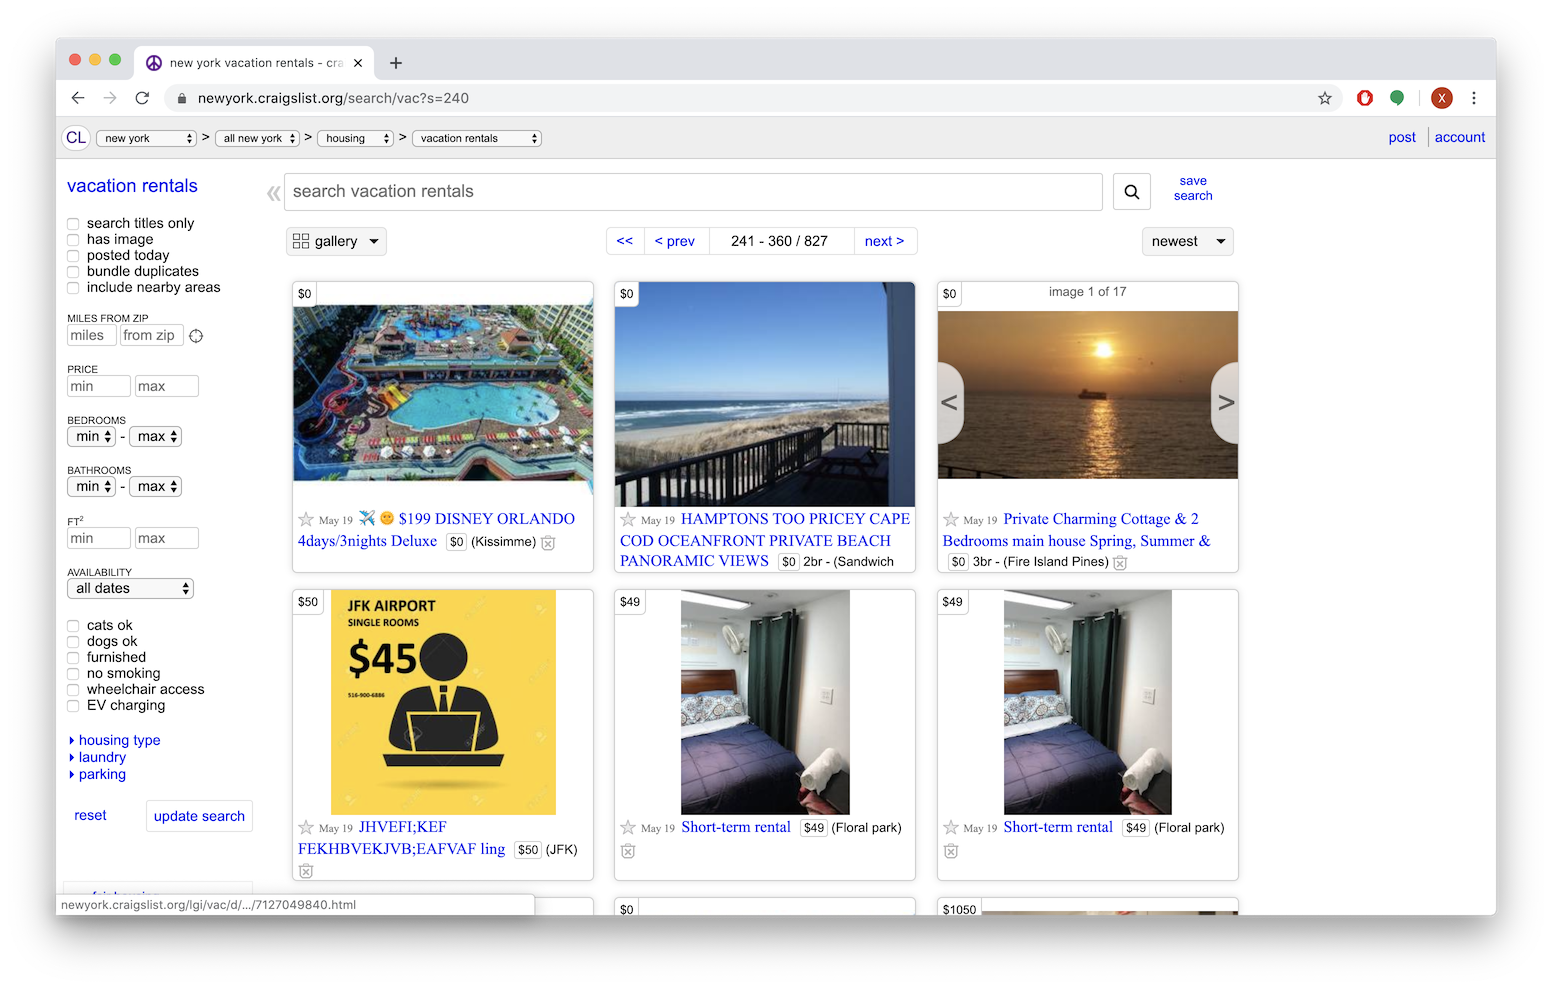 new york vacation rentals - cra
newyork.craigslist.org/search/vac?s=240
X
CL new york > all new york > housing > vacation rentals post account
vacation rentals
search titles only
has image
posted today
bundle duplicates
include nearby areas
MILES FROM ZIP
miles from zip
PRICE
min max
BEDROOMS
min - max
BATHROOMS
min - max
FT2
min max
AVAILABILITY
all dates
cats ok
dogs ok
furnished
no smoking
wheelchair access
EV charging
housing type
laundry
parking
reset update search
newyork.craigslist.org/lgi/vac/d/.../7127049840.html
search vacation rentals
save
search
gallery << < prev 241 - 360 / 827 next > newest
$0
May 19 $199 DISNEY ORLANDO
4days/3nights Deluxe $0 (Kissimme)
$0
May 19 HAMPTONS TOO PRICEY CAPE
COD OCEANFRONT PRIVATE BEACH
PANORAMIC VIEWS $0 2br - (Sandwich
$0
image 1 of 17
< >
May 19 Private Charming Cottage & 2
Bedrooms main house Spring, Summer &
$0 3br - (Fire Island Pines)
$50
JFK AIRPORT
SINGLE ROOMS
$45
516-900-6886
May 19 JHVEFI;KEF
FEKHBVEKJVB;EAFVAF ling $50 (JFK)
$49
May 19 Short-term rental $49 (Floral park)
$49
May 19 Short-term rental $49 (Floral park)
$0
$1050